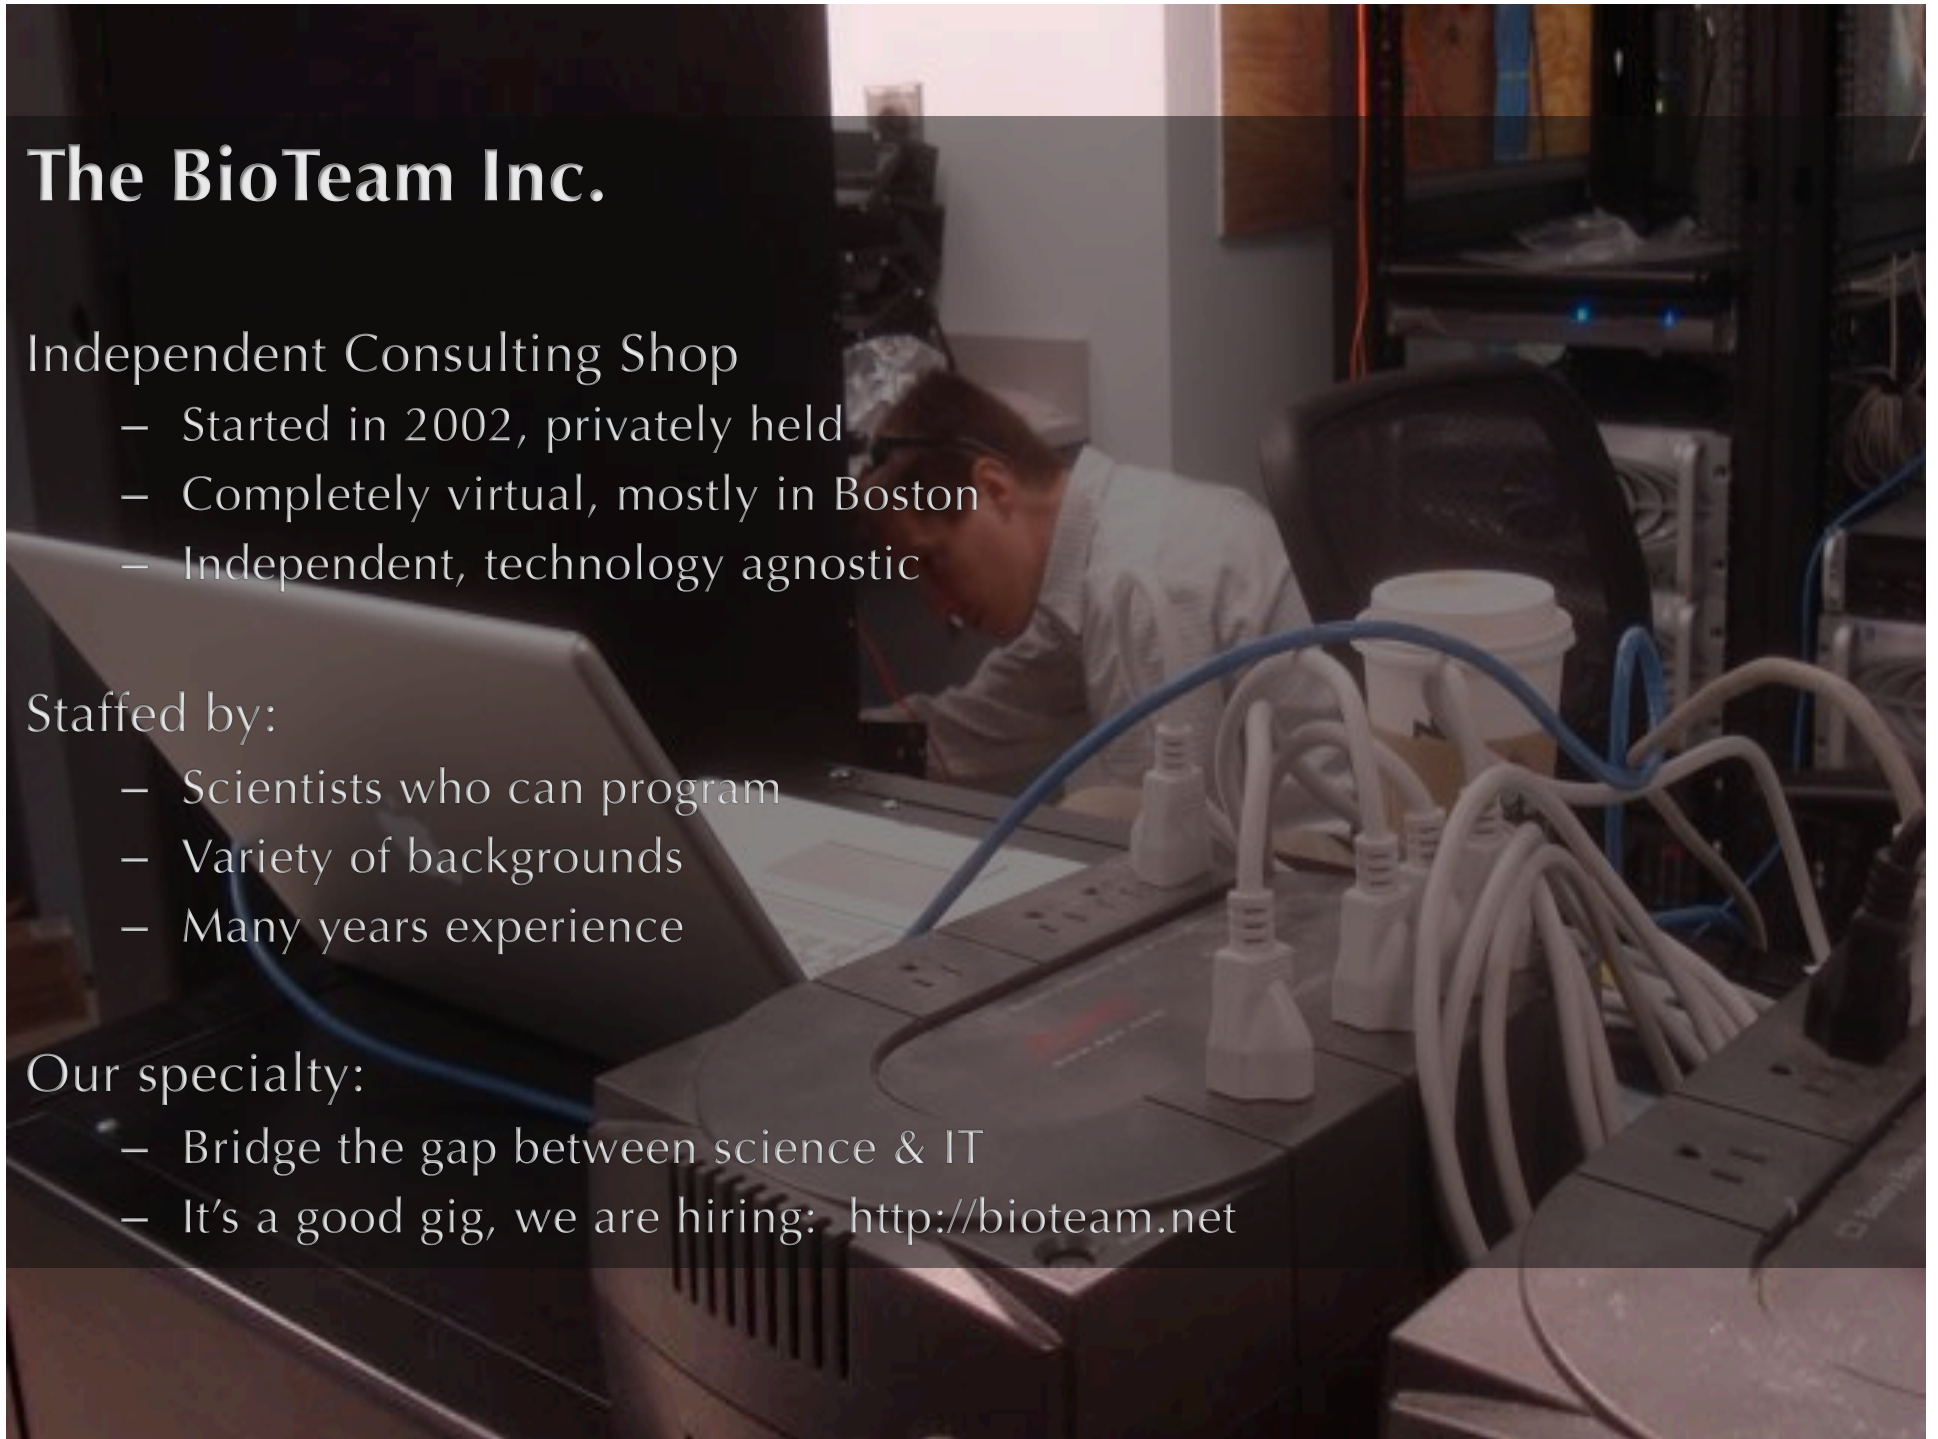 The BioTeam Inc.
Independent Consulting Shop
– Started in 2002, privately held
– Completely virtual, mostly in Boston
– Independent, technology agnostic
Staffed by:
– Scientists who can program
– Variety of backgrounds
– Many years experience
Our specialty:
– Bridge the gap between science & IT
– It’s a good gig, we are hiring: http://bioteam.net